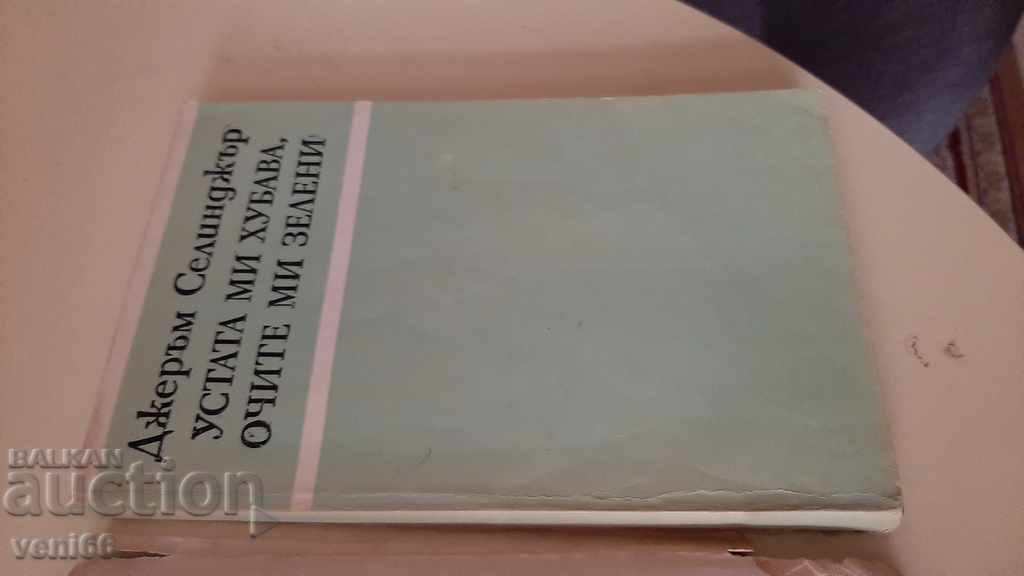 Джеръм Селинджър
УСТАТА МИ ХУБАВА,
ОЧИТЕ МИ ЗЕЛЕНИ
BALKAN
auction
veni66